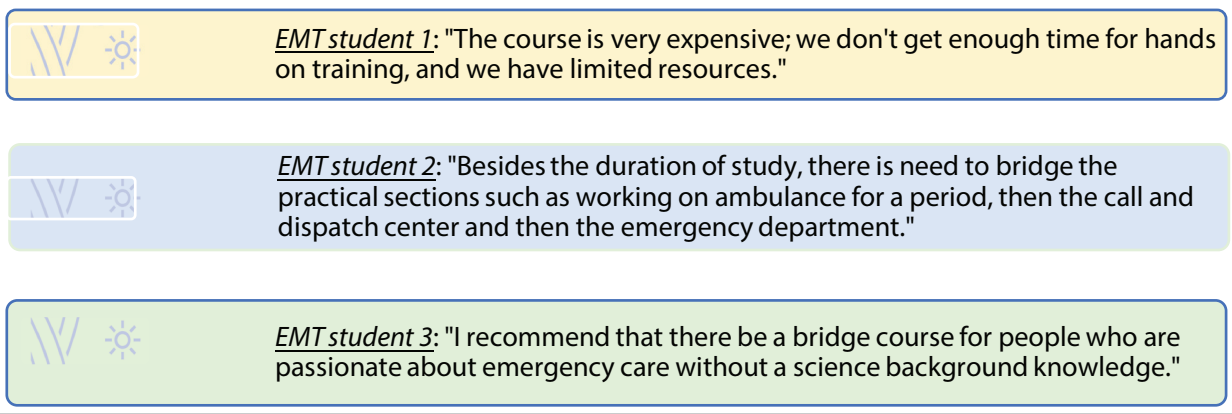 EMT student 1: "The course is very expensive; we don't get enough time for hands
on training, and we have limited resources."
EMT student 2: "Besides the duration of study, there is need to bridge the
practical sections such as working on ambulance for a period, then the call and
dispatch center and then the emergency department."
EMT student 3: "I recommend that there be a bridge course for people who are
passionate about emergency care without a science background knowledge."